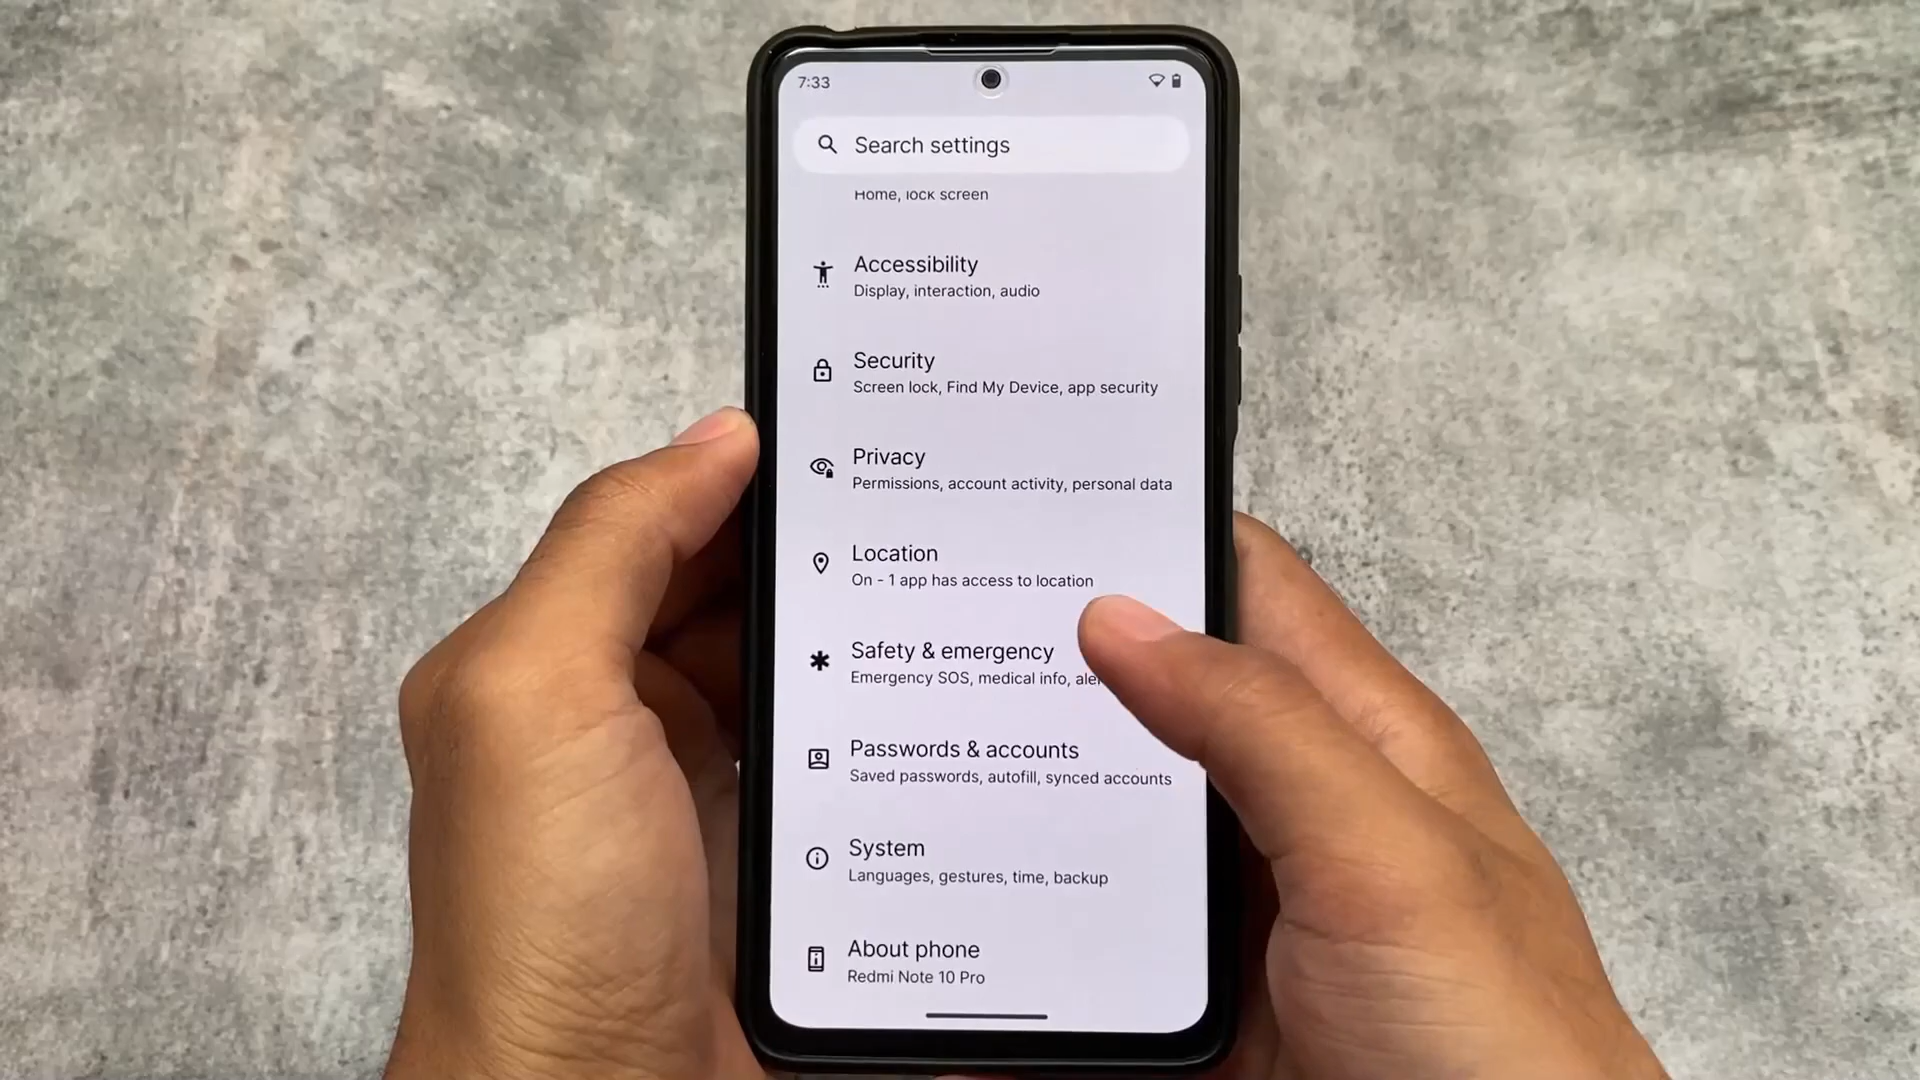 7:33
Search settings
Home, lock screen
Accessibility
Display, interaction, audio
Security
Screen lock, Find My Device, app security
Privacy
Permissions, account activity, personal data
Location
On - 1 app has access to location
Safety & emergency
Emergency SOS, medical info,
Passwords & accounts
Saved passwords, autofill, synced accounts
System
Languages, gestures, time, backup
About phone
Redmi Note 10 Pro